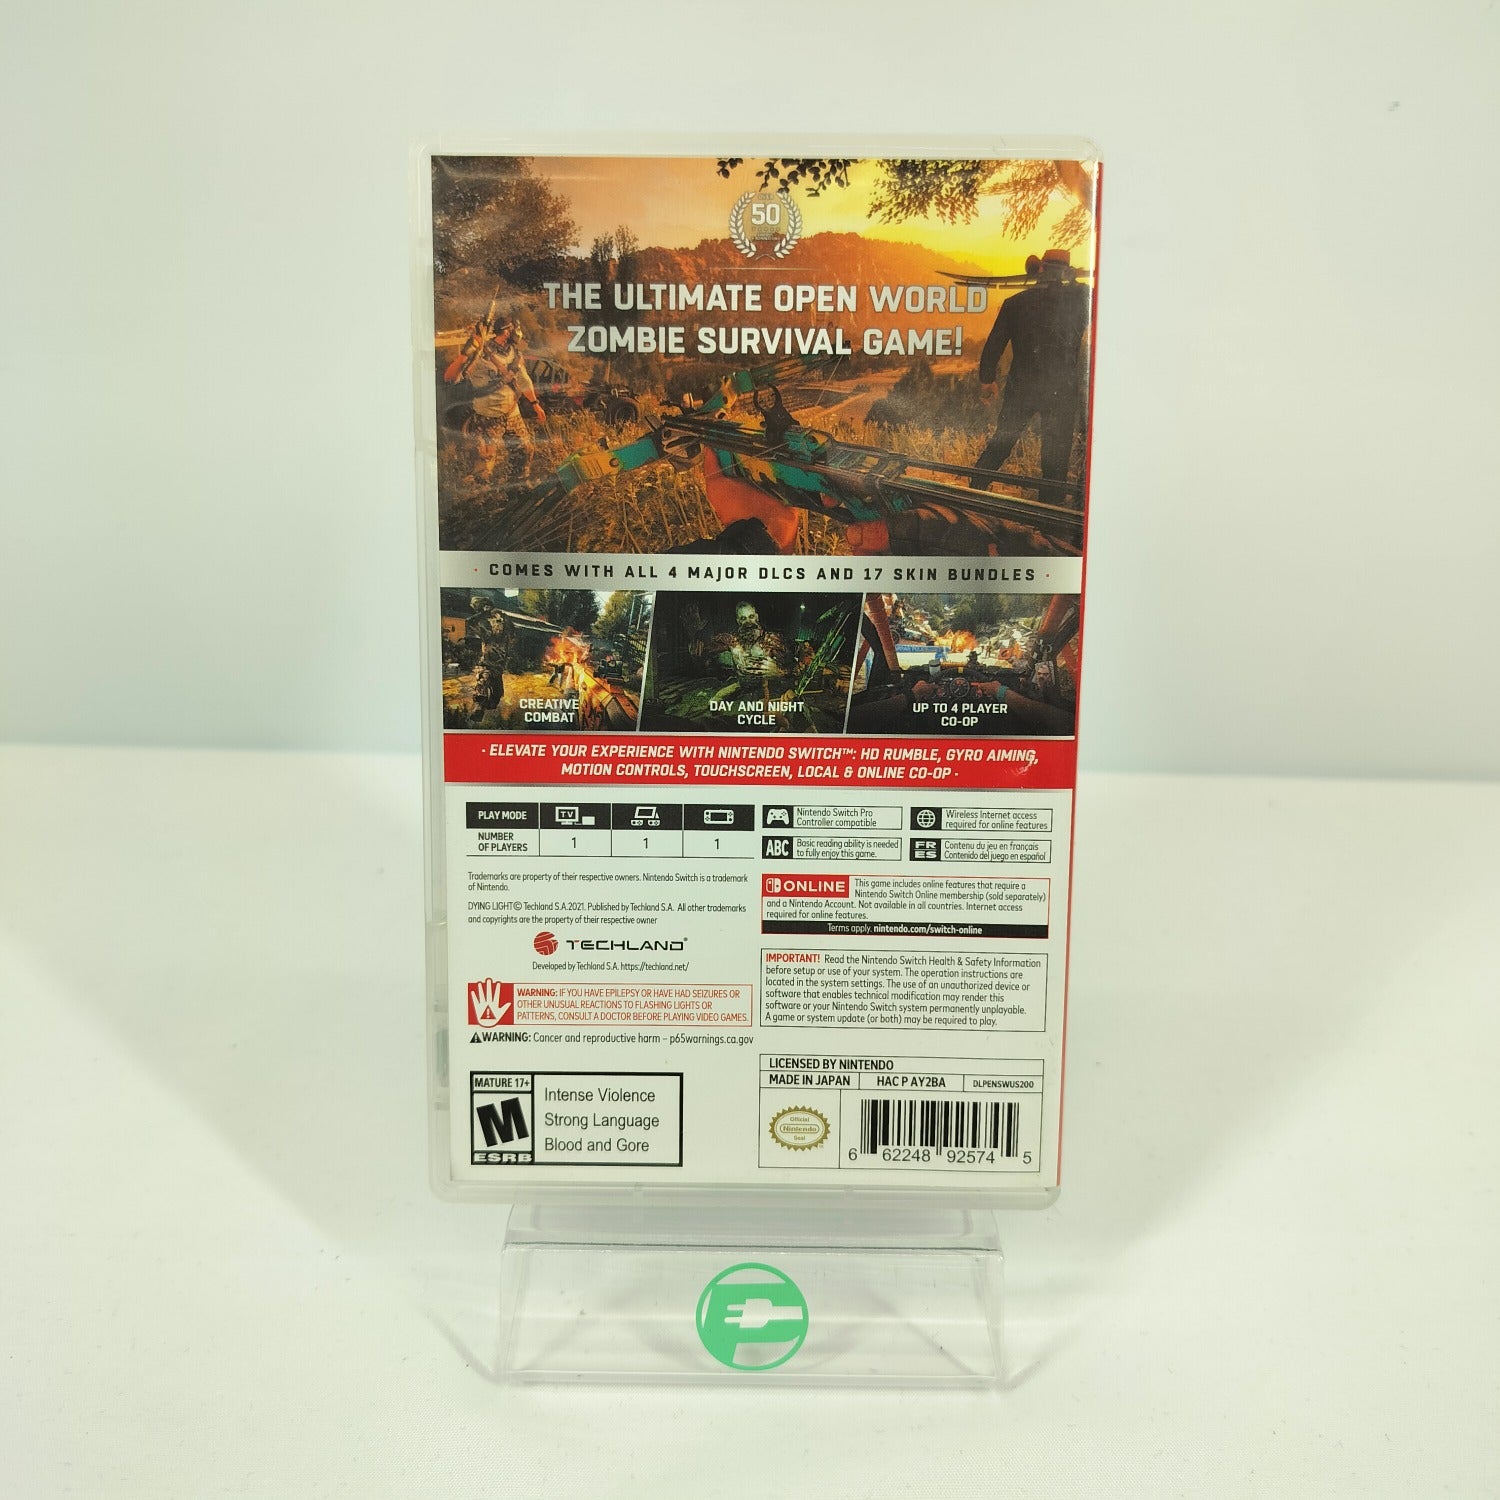 50
THE ULTIMATE OPEN WORLD
ZOMBIE SURVIVAL GAME!
· COMES WITH ALL 4 MAJOR DLCS AND 17 SKIN BUNDLES ·
CREATIVE
COMBAT
DAY AND NIGHT
CYCLE
UP TO 4 PLAYER
CO-OP
· ELEVATE YOUR EXPERIENCE WITH NINTENDO SWITCH™: HD RUMBLE, GYRO AIMING,
MOTION CONTROLS, TOUCHSCREEN, LOCAL & ONLINE CO-OP ·
PLAY MODE
TV
NUMBER
OF PLAYERS
1
1
1
Nintendo Switch Pro
Controller compatible
Wireless Internet access
required for online features
ABC
Basic reading ability is needed
to fully enjoy this game.
FR
ES
Contenu du jeu en français
Contenido del juego en español
Trademarks are property of their respective owners. Nintendo Switch is a trademark
of Nintendo.
DYING LIGHT© Techland S.A.2021. Published by Techland S.A. All other trademarks
and copyrights are the property of their respective owner
TECHLAND®
Developed by Techland S.A. https://techland.net/
ONLINE
This game includes online features that require a
Nintendo Switch Online membership (sold separately)
and a Nintendo Account. Not available in all countries. Internet access
required for online features.
Terms apply. nintendo.com/switch-online
WARNING: IF YOU HAVE EPILEPSY OR HAVE HAD SEIZURES OR
OTHER UNUSUAL REACTIONS TO FLASHING LIGHTS OR
PATTERNS, CONSULT A DOCTOR BEFORE PLAYING VIDEO GAMES.
WARNING: Cancer and reproductive harm – p65warnings.ca.gov
IMPORTANT! Read the Nintendo Switch Health & Safety Information
before setup or use of your system. The operation instructions are
located in the system settings. The use of an unauthorized device or
software that enables technical modification may render this
software or your Nintendo Switch system permanently unplayable.
A game or system update (or both) may be required to play.
MATURE 17+
M
ESRB
Intense Violence
Strong Language
Blood and Gore
LICENSED BY NINTENDO
MADE IN JAPAN
HAC P AY2BA
DLPENSWUS200
Official
Nintendo
Seal
6 62248 92574 5